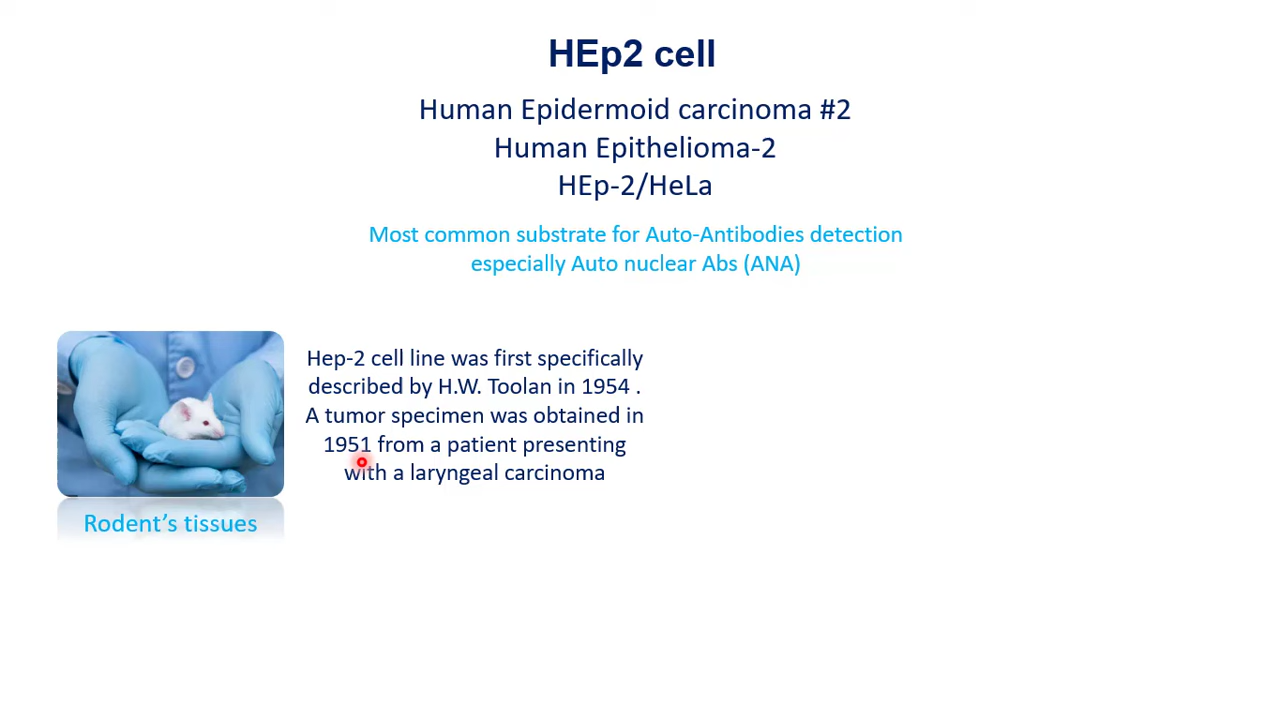 HEp2 cell
Human Epidermoid carcinoma #2
Human Epithelioma-2
HEp-2/HeLa
Most common substrate for Auto-Antibodies detection
especially Auto nuclear Abs (ANA)
Hep-2 cell line was first specifically
described by H.W. Toolan in 1954 .
A tumor specimen was obtained in
1951 from a patient presenting
with a laryngeal carcinoma
Rodent’s tissues